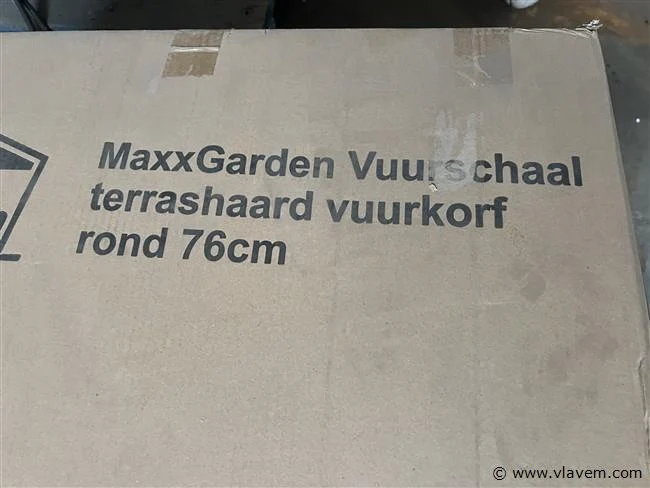 MaxxGarden Vuurschaal
terrashaard vuurkorf
rond 76cm
© www.vlavem.com